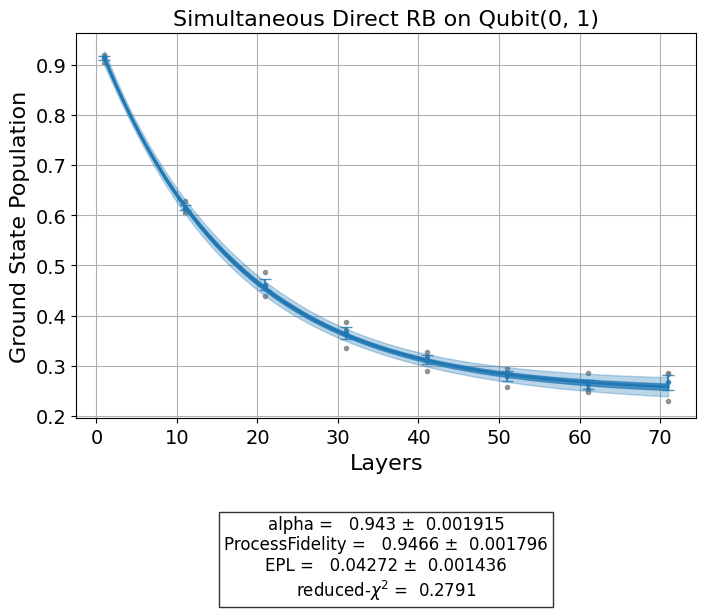 Simultaneous Direct RB on Qubit(0, 1)
Ground State Population
0.9
0.8
0.7
0.6
0.5
0.4
0.3
0.2
0 10 20 30 40 50 60 70
Layers
alpha = 0.943 ± 0.001915
ProcessFidelity = 0.9466 ± 0.001796
EPL = 0.04272 ± 0.001436
reduced-χ² = 0.2791